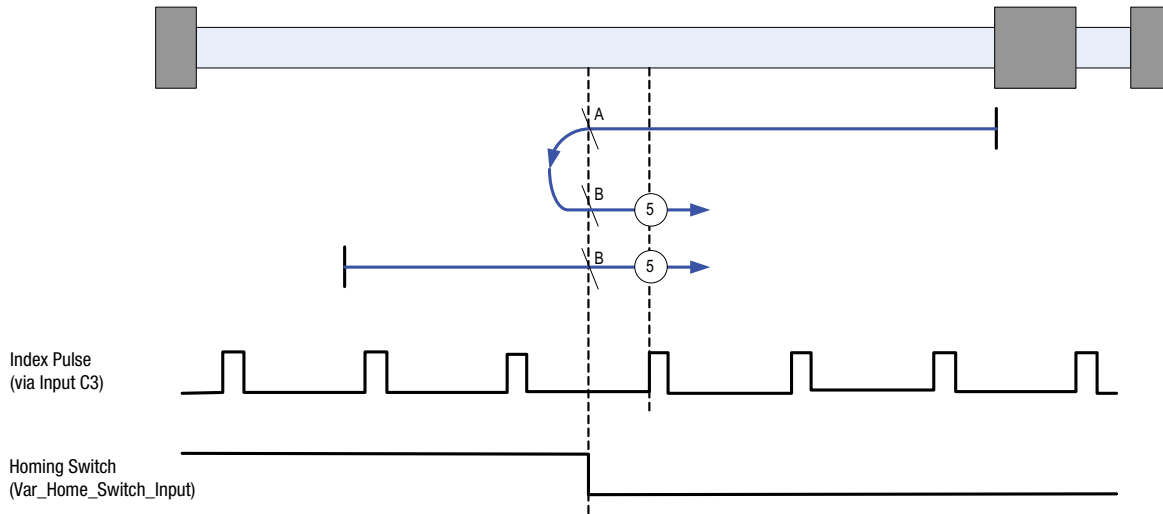 A
B
5
B
5
Index Pulse
(via Input C3)
Homing Switch
(Var_Home_Switch_Input)